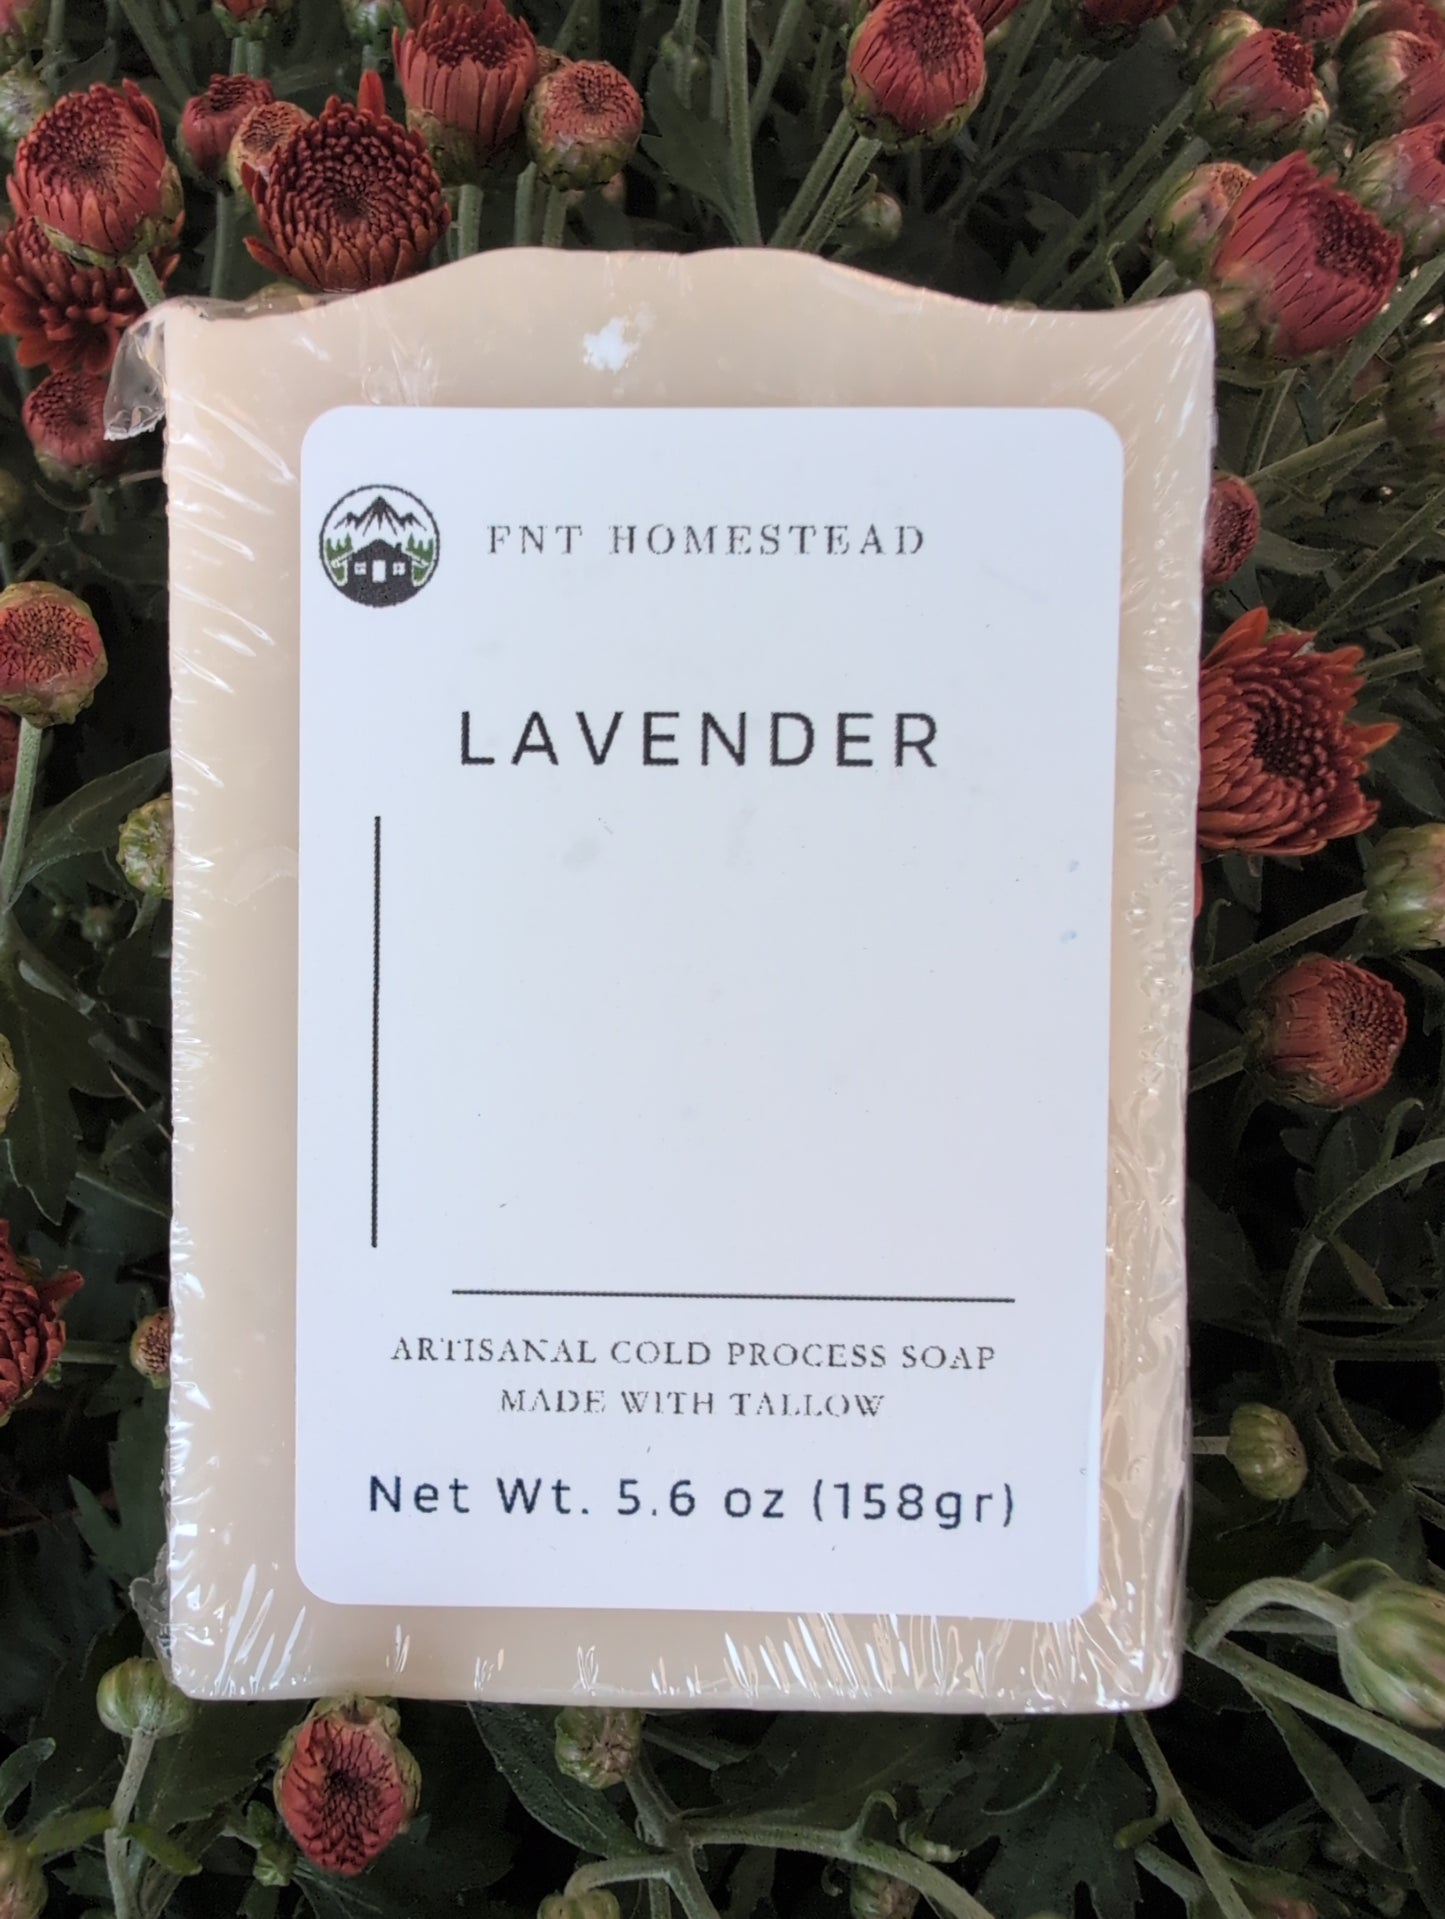 FNT HOMESTEAD
LAVENDER
ARTISANAL COLD PROCESS SOAP
MADE WITH TALLOW
Net Wt. 5.6 oz (158gr)